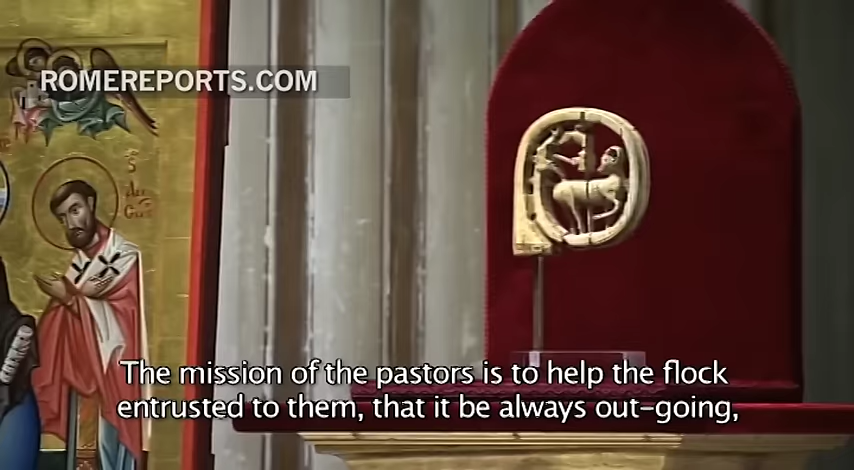 ROMEREPORTS.COM
The mission of the pastors is to help the flock
entrusted to them, that it be always out-going,